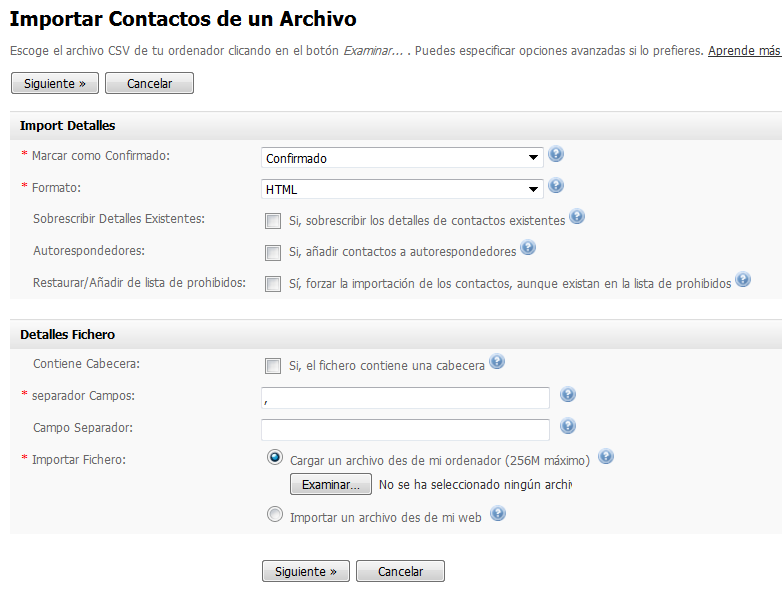 Importar Contactos de un Archivo
Escoge el archivo CSV de tu ordenador clicando en el botón Examinar... . Puedes especificar opciones avanzadas si lo prefieres. Aprende más
Siguiente » Cancelar
Import Detalles
* Marcar como Confirmado: Confirmado
* Formato: HTML
Sobrescribir Detalles Existentes: Si, sobrescribir los detalles de contactos existentes
Autorespondedores: Si, añadir contactos a autorespondedores
Restaurar/Añadir de lista de prohibidos: Sí, forzar la importación de los contactos, aunque existan en la lista de prohibidos
Detalles Fichero
Contiene Cabecera: Si, el fichero contiene una cabecera
* separador Campos: ,
Campo Separador:
* Importar Fichero: Cargar un archivo des de mi ordenador (256M máximo)
Examinar... No se ha seleccionado ningún archiv
Importar un archivo des de mi web
Siguiente » Cancelar